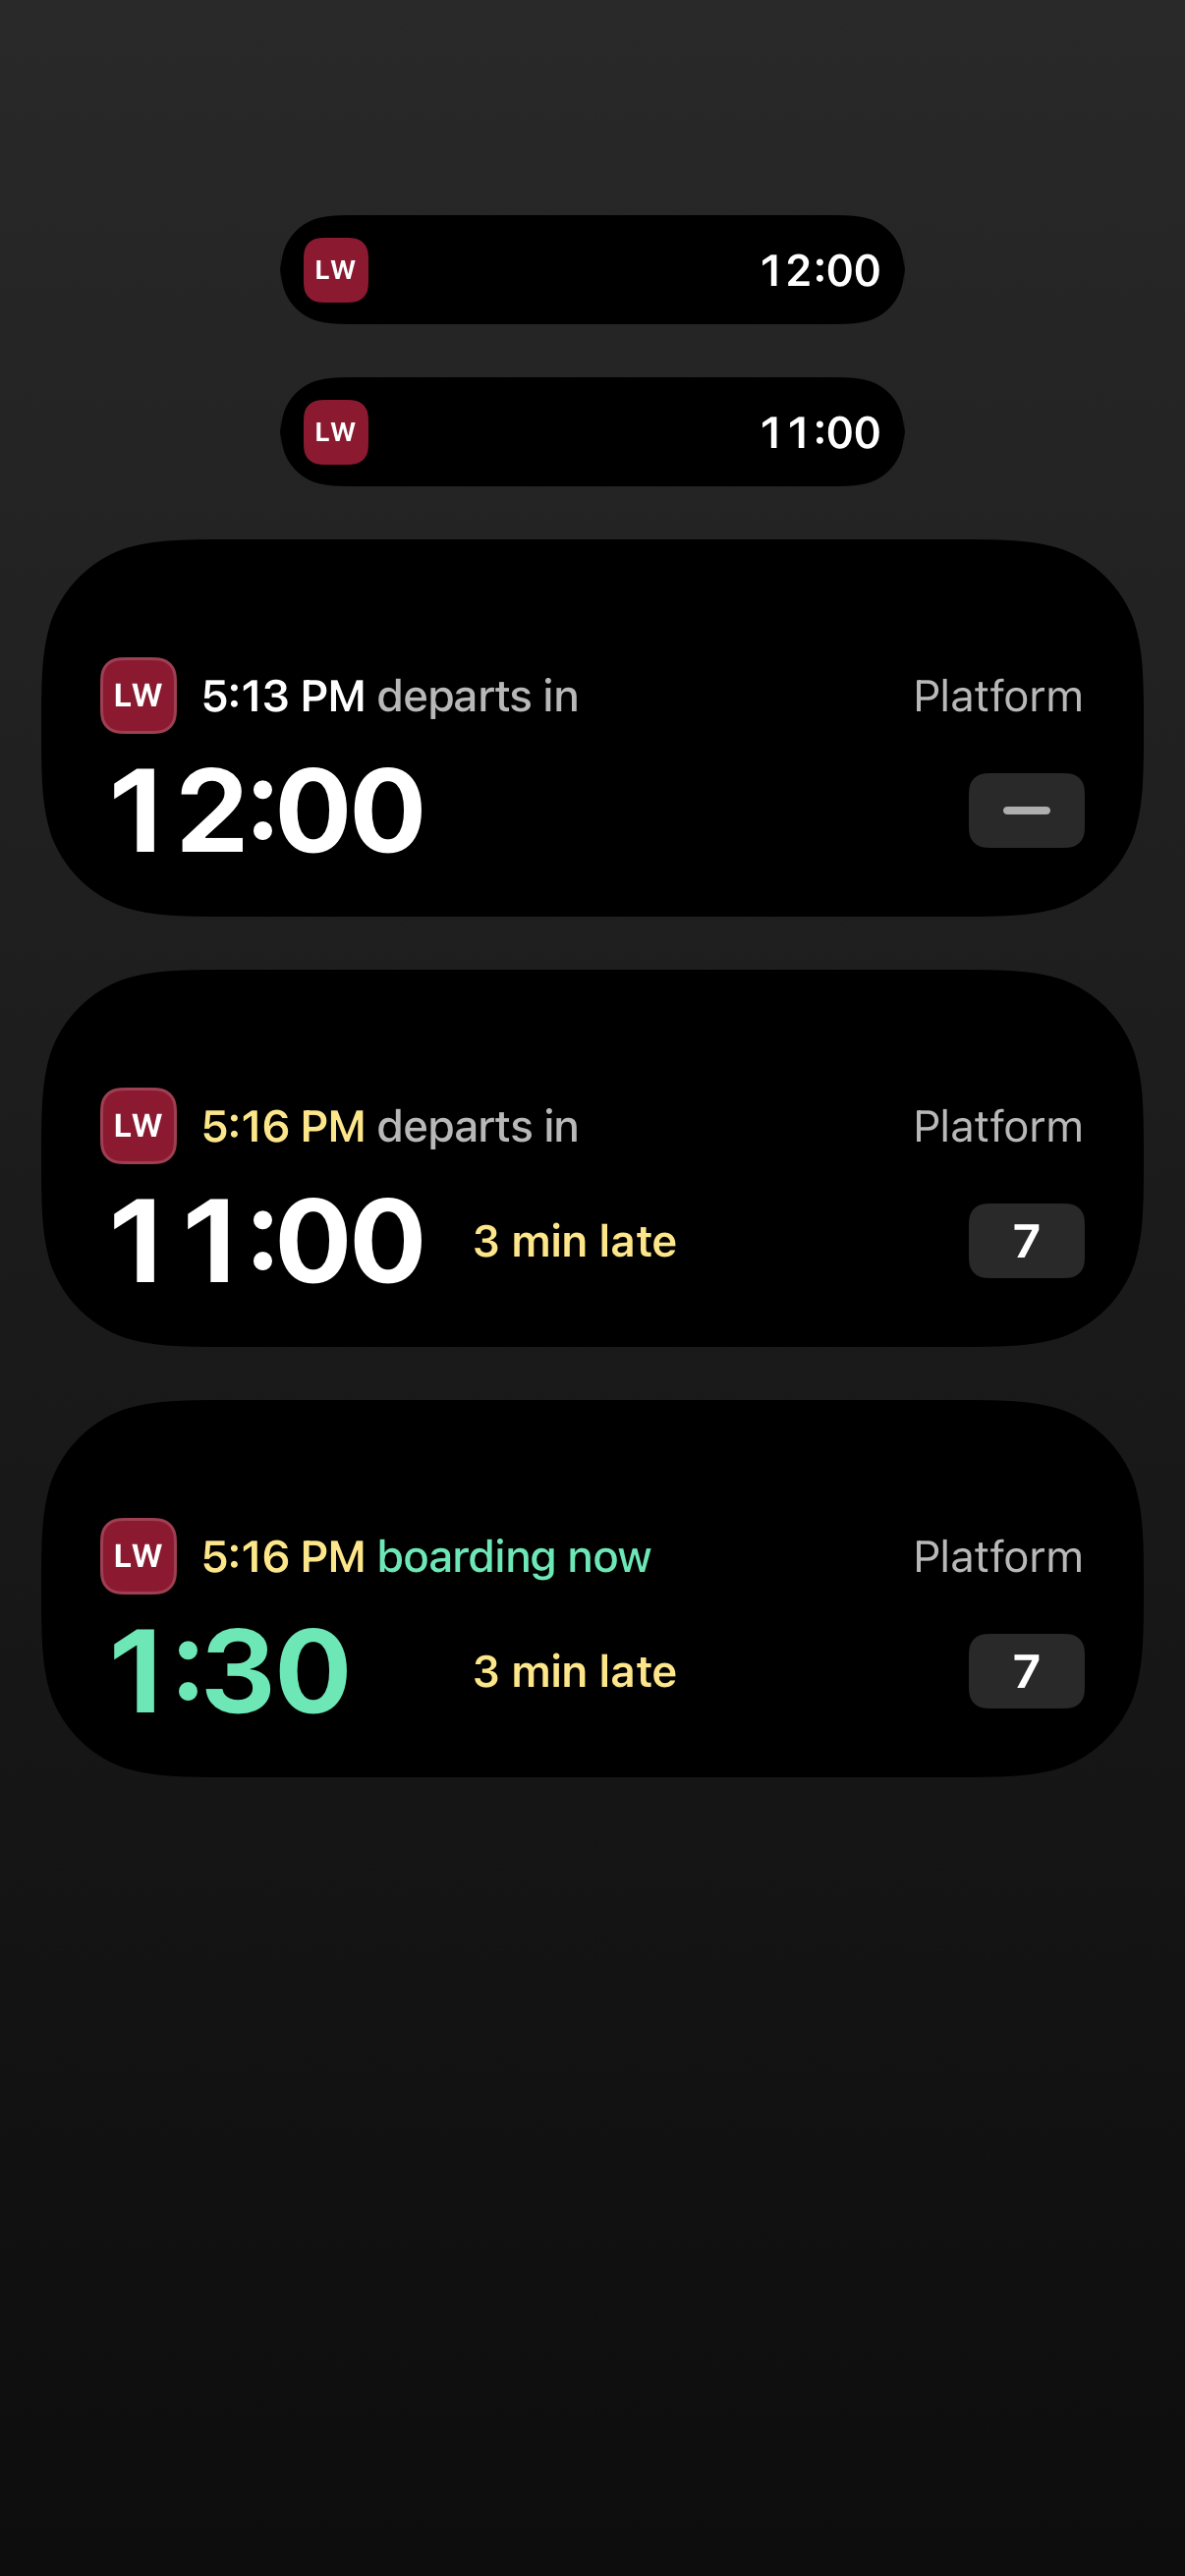 LW 12:00
LW 11:00
LW 5:13 PM departs in Platform
12:00 –
LW 5:16 PM departs in Platform
11:00 3 min late 7
LW 5:16 PM boarding now Platform
1:30 3 min late 7